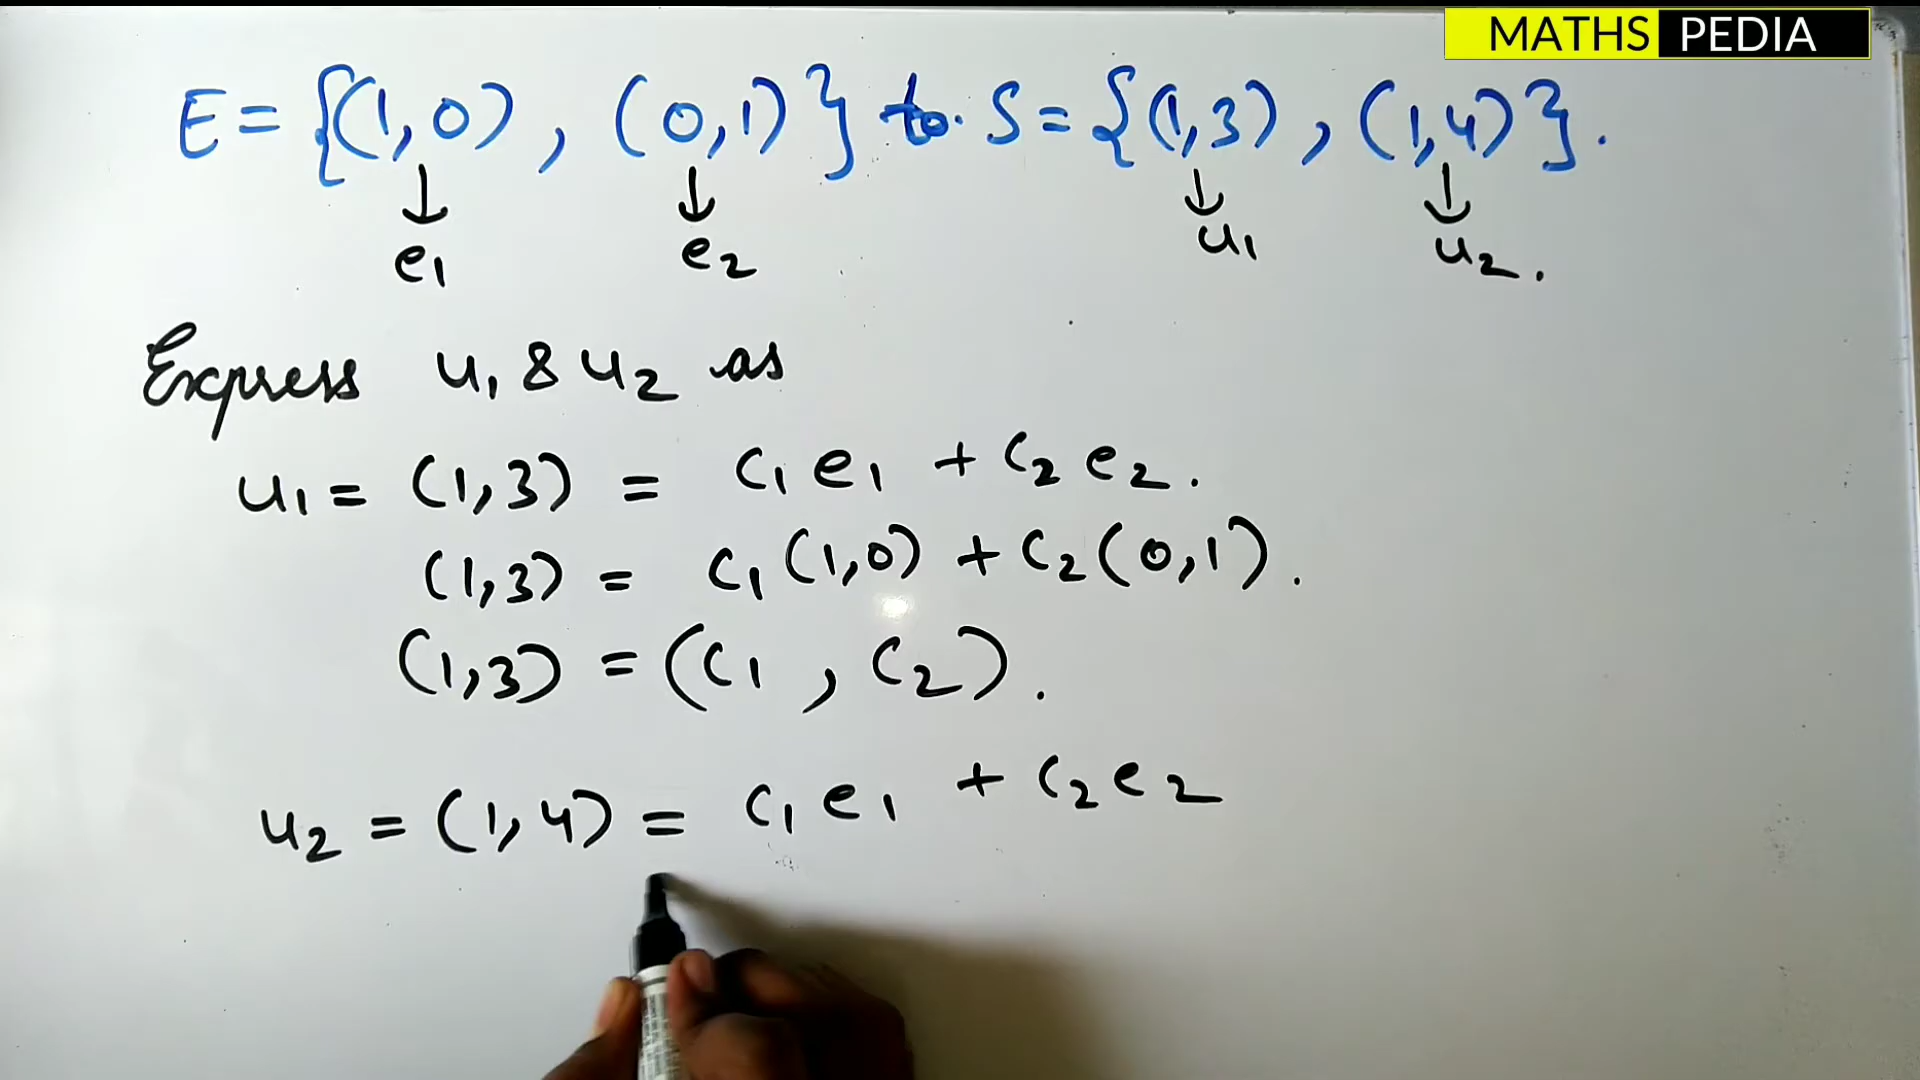 MATHS PEDIA
E = {(1,0), (0,1)} to S = {(1,3), (1,4)}.
↓ ↓ ↓ ↓
e1 e2 u1 u2.
Express u1 & u2 as
u1 = (1,3) = c1 e1 + c2 e2.
(1,3) = c1 (1,0) + c2 (0,1).
(1,3) = (c1, c2).
u2 = (1,4) = c1 e1 + c2 e2